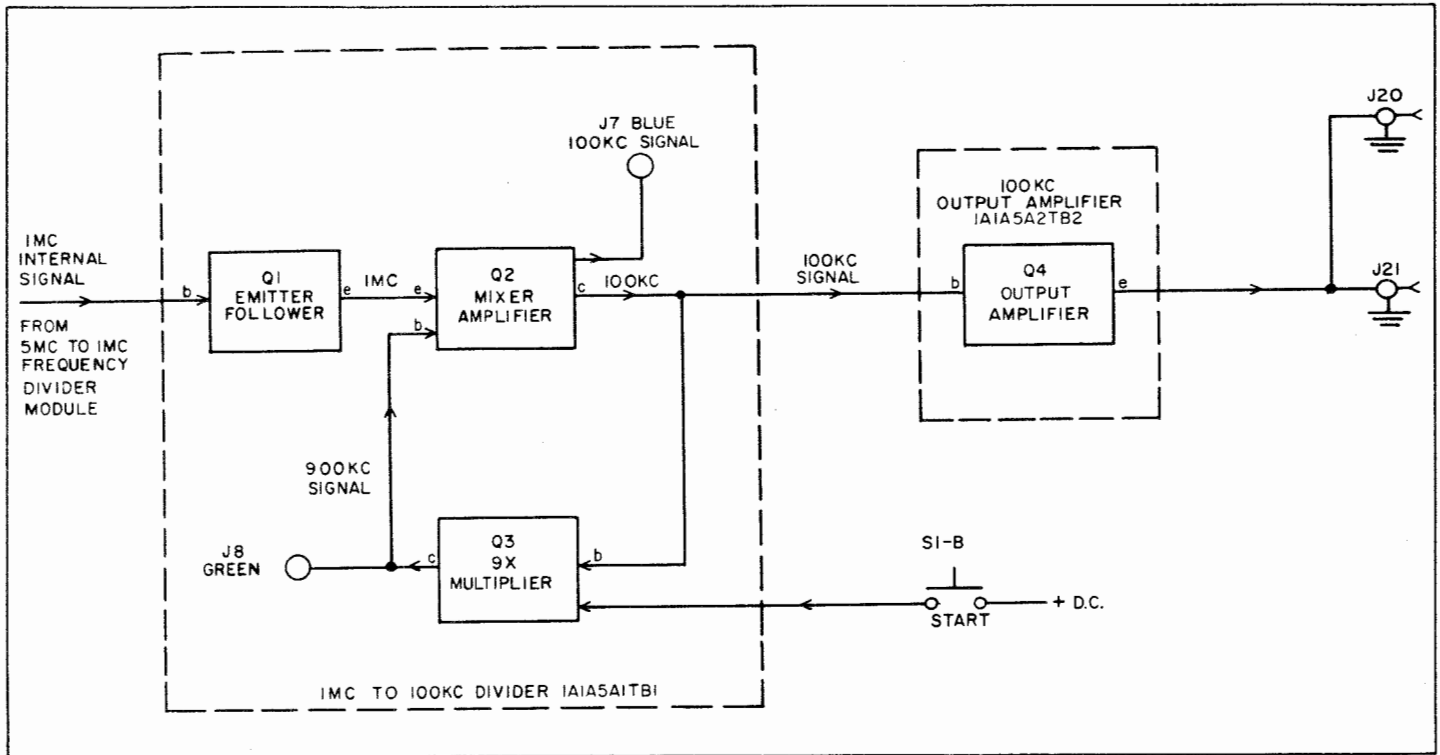 1MC
INTERNAL
SIGNAL
FROM
5MC TO 1MC
FREQUENCY
DIVIDER
MODULE
b
Q1
EMITTER
FOLLOWER
e
1MC
e
b
Q2
MIXER
AMPLIFIER
c
100KC
J7 BLUE
100KC SIGNAL
900KC
SIGNAL
J8
GREEN
c
Q3
9X
MULTIPLIER
b
1MC TO 100KC DIVIDER 1A1A5A1TB1
100KC
SIGNAL
100KC
OUTPUT AMPLIFIER
1A1A5A2TB2
b
Q4
OUTPUT
AMPLIFIER
e
J20
J21
S1-B
START
+ D.C.